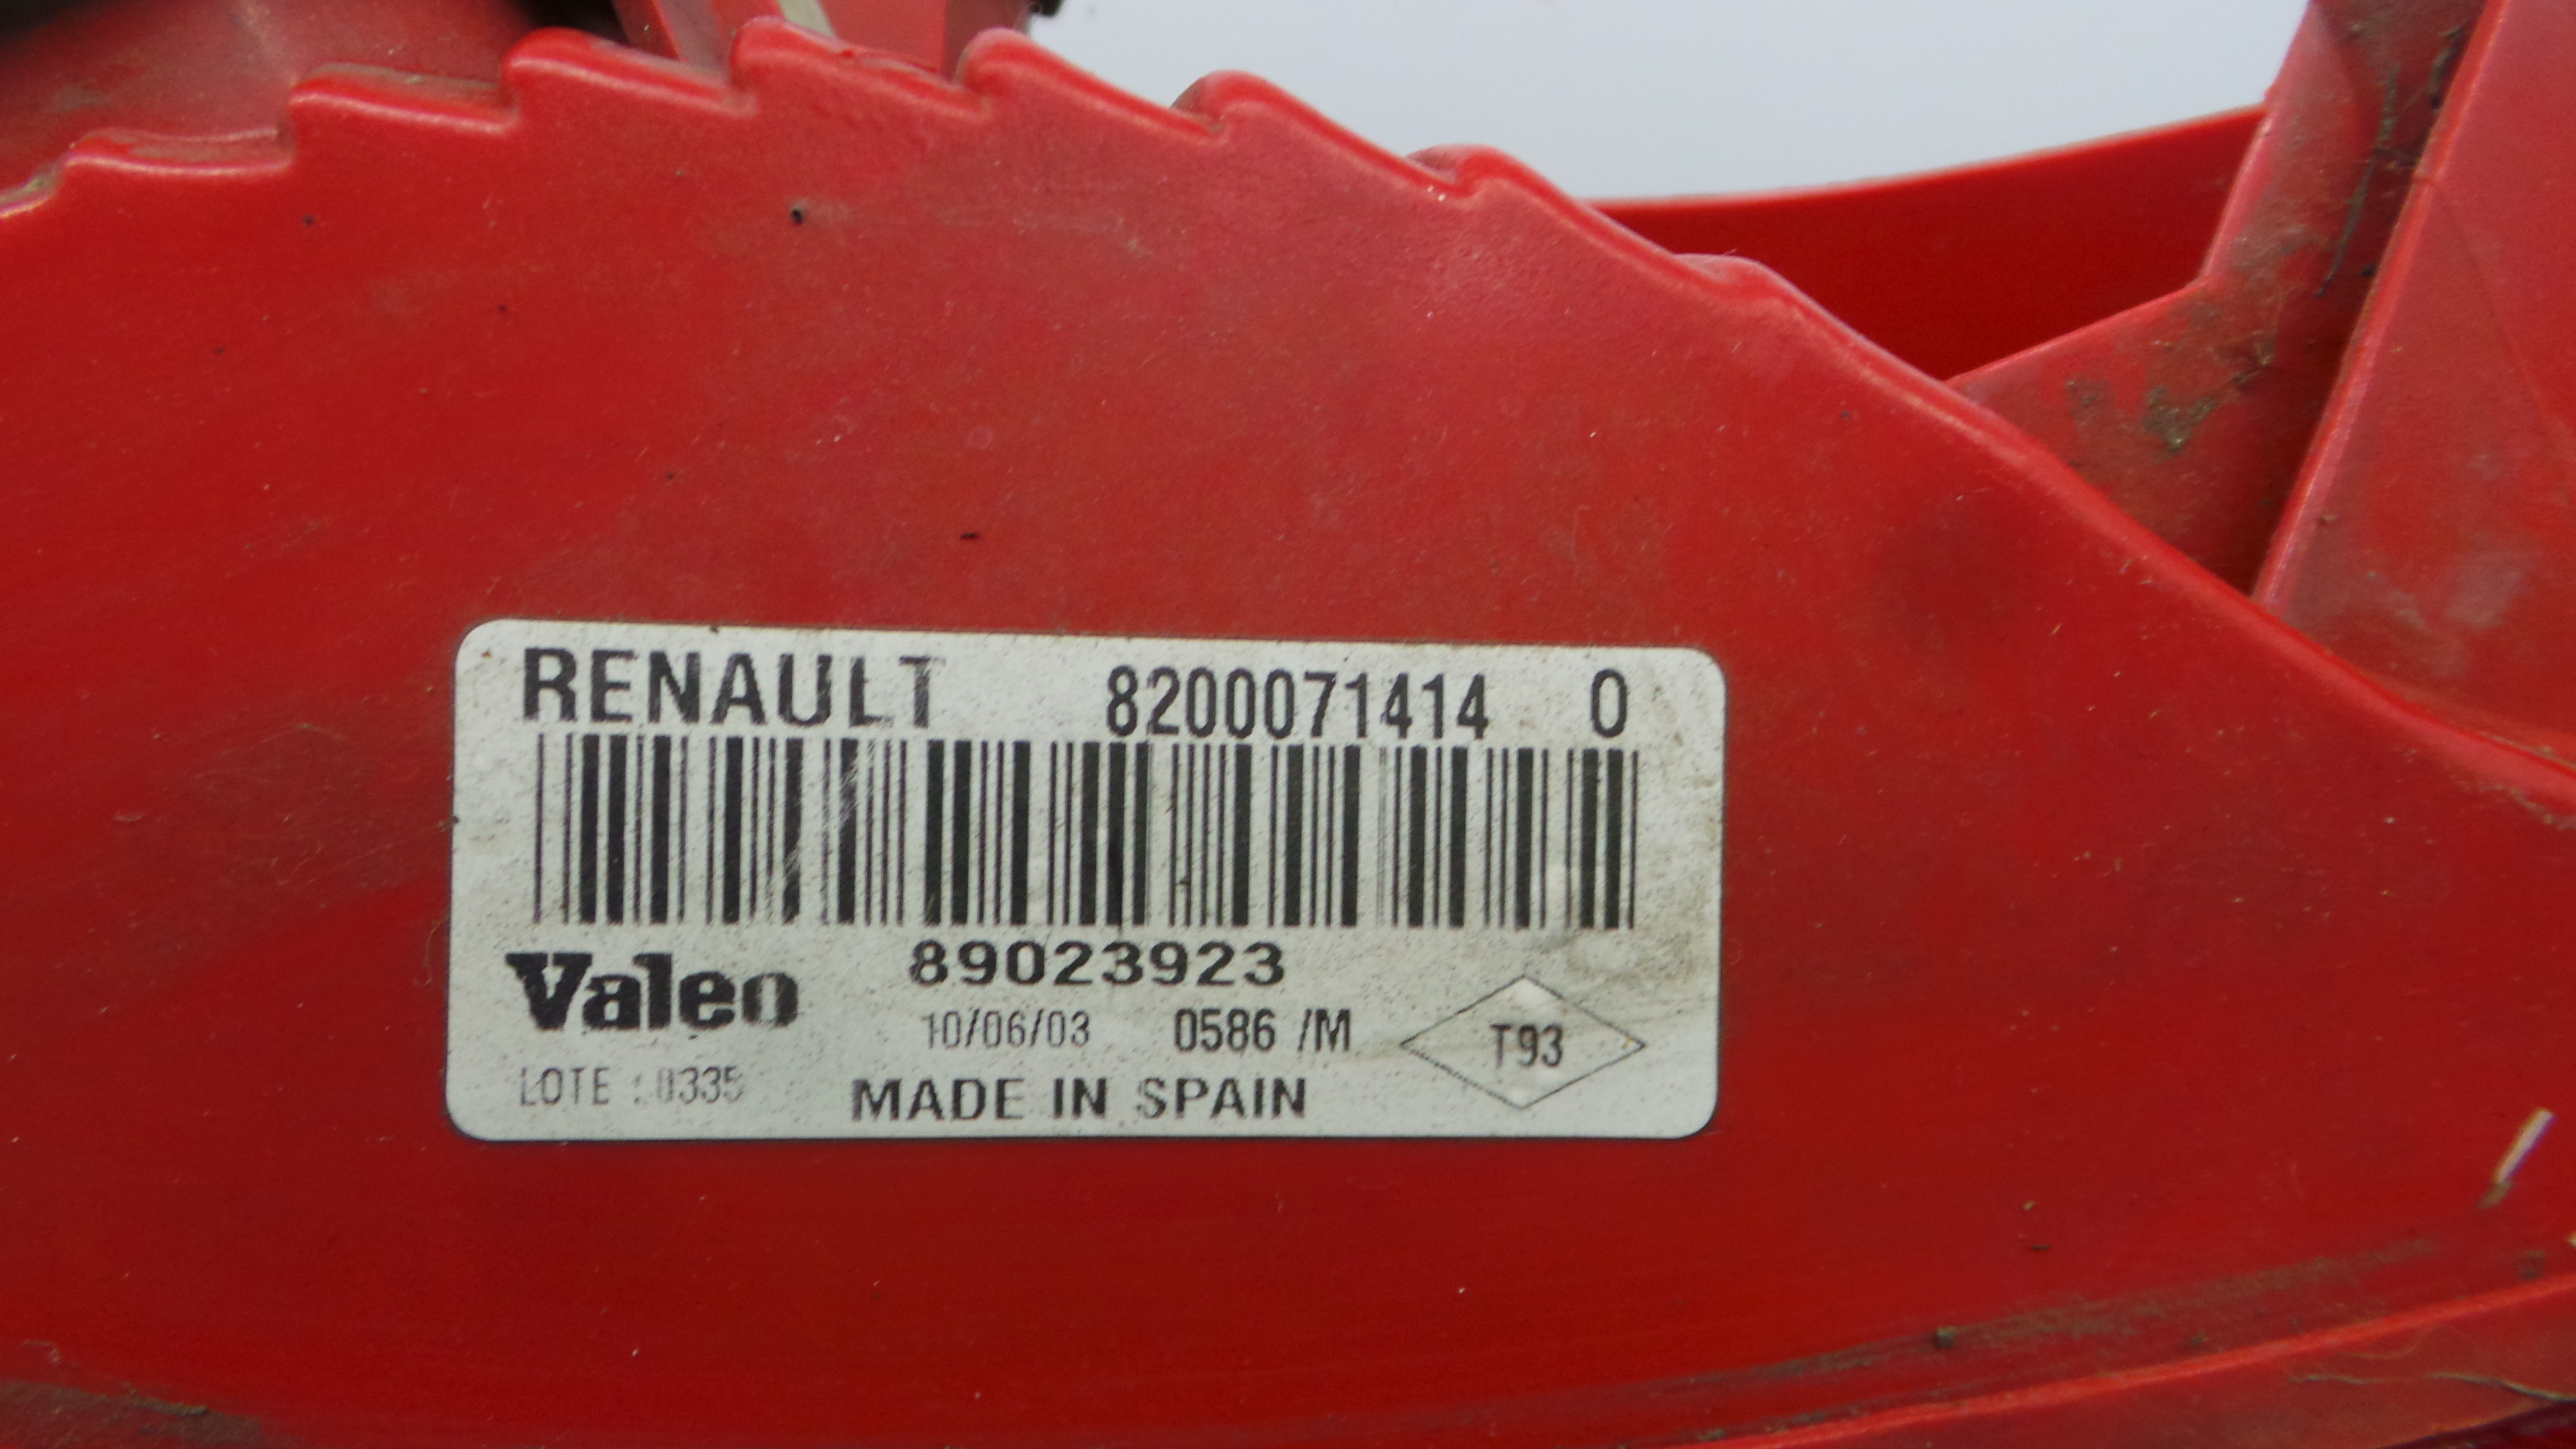 RENAULT 8200071414 0
Valeo 89023923
10/06/03 0586 /M T93
LOTE : 0335
MADE IN SPAIN